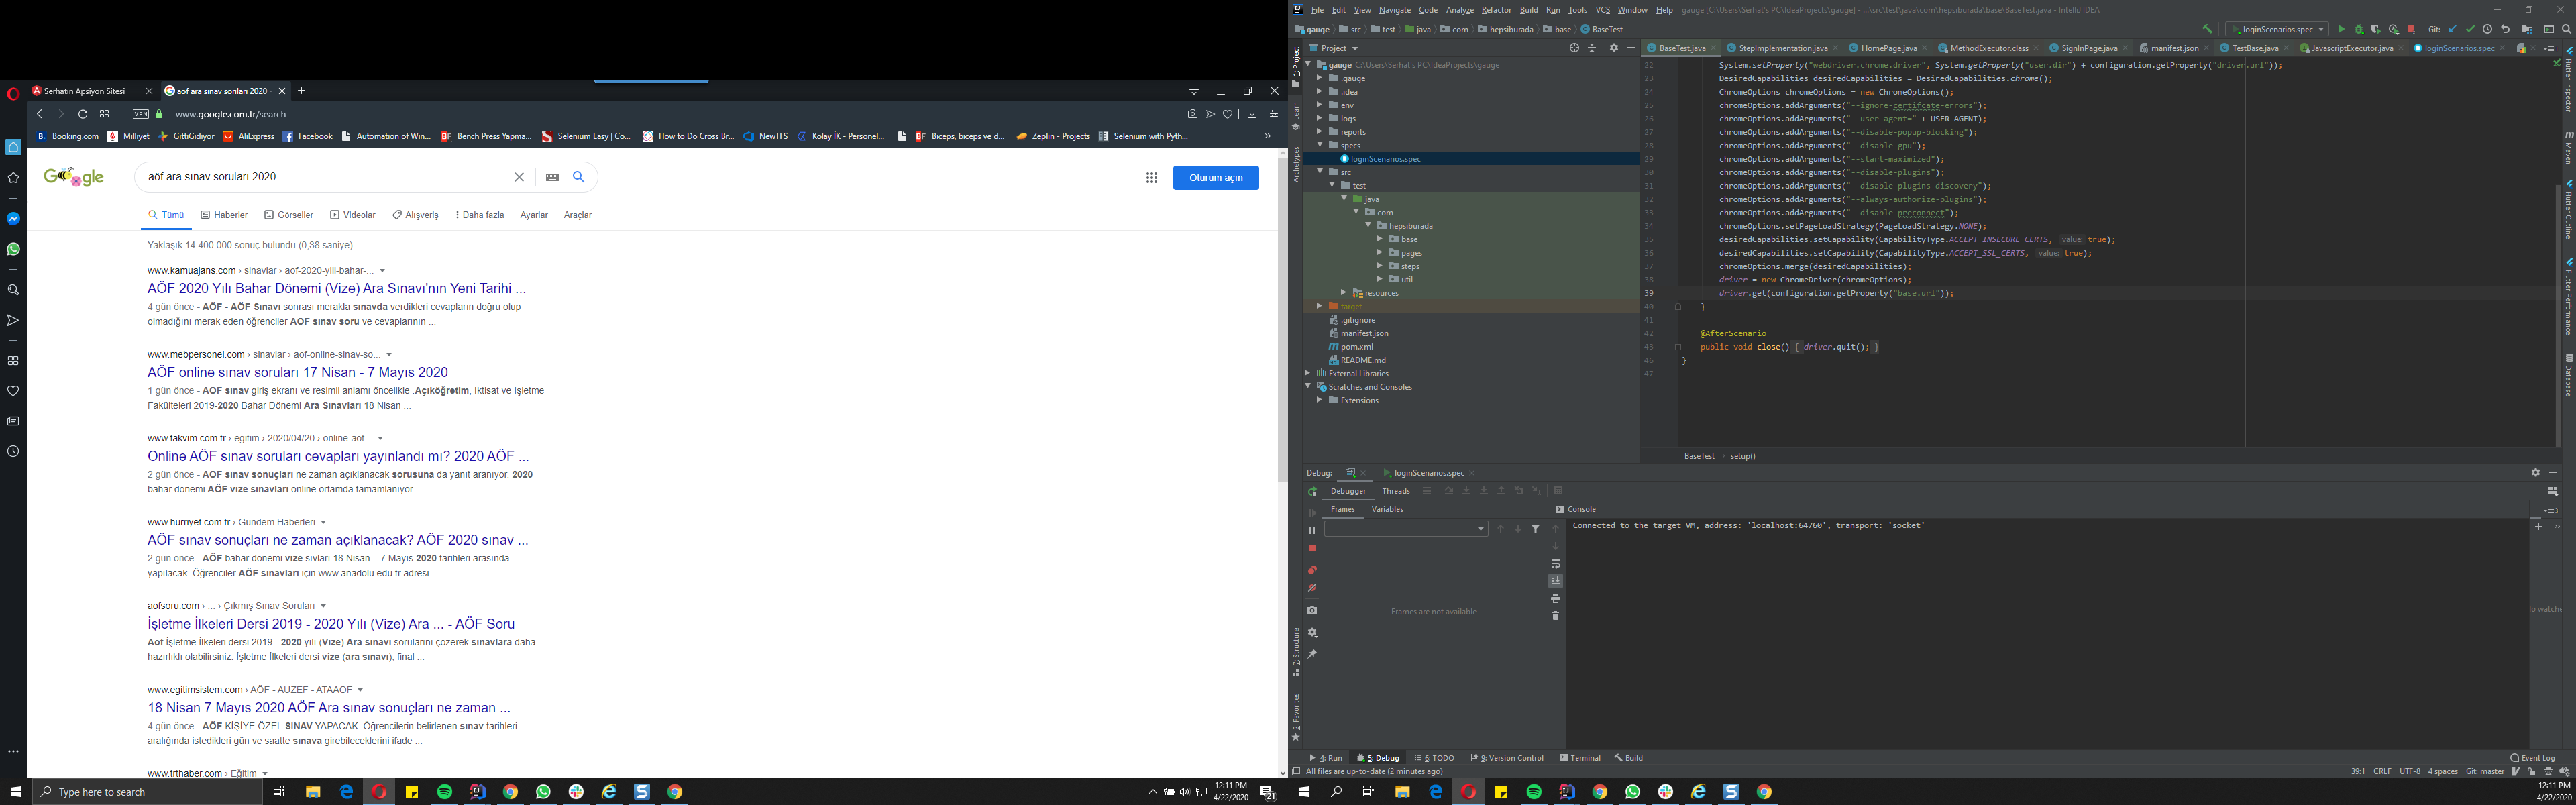 Serhatın Apsiyon Sitesi
aöf ara sınav sonları 2020 -
VPN
www.google.com.tr/search
Booking.com
Milliyet
GittiGidiyor
AliExpress
Facebook
Automation of Win...
Bench Press Yapma...
Selenium Easy | Co...
How to Do Cross Br...
NewTFS
Kolay İK - Personel...
Biceps, biceps ve d...
Zeplin - Projects
Selenium with Pyth...
aöf ara sınav soruları 2020
Oturum açın
Tümü
Haberler
Görseller
Videolar
Alışveriş
Daha fazla
Ayarlar
Araçlar
Yaklaşık 14.400.000 sonuç bulundu (0,38 saniye)
www.kamuajans.com › sinavlar › aof-2020-yili-bahar-...
AÖF 2020 Yılı Bahar Dönemi (Vize) Ara Sınavı'nın Yeni Tarihi ...
4 gün önce - AÖF - AÖF Sınavı sonrası merakla sınavda verdikleri cevapların doğru olup
olmadığını merak eden öğrenciler AÖF sınav soru ve cevaplarının ...
www.mebpersonel.com › sinavlar › aof-online-sinav-so...
AÖF online sınav soruları 17 Nisan - 7 Mayıs 2020
1 gün önce - AÖF sınav giriş ekranı ve resimli anlamı öncelikle .Açıköğretim, İktisat ve İşletme
Fakülteleri 2019-2020 Bahar Dönemi Ara Sınavları 18 Nisan ...
www.takvim.com.tr › egitim › 2020/04/20 › online-aof...
Online AÖF sınav soruları cevapları yayınlandı mı? 2020 AÖF ...
2 gün önce - AÖF sınav sonuçları ne zaman açıklanacak sorusuna da yanıt aranıyor. 2020
bahar dönemi AÖF vize sınavları online ortamda tamamlanıyor.
www.hurriyet.com.tr › Gündem Haberleri
AÖF sınav sonuçları ne zaman açıklanacak? AÖF 2020 sınav ...
2 gün önce - AÖF bahar dönemi vize sıvları 18 Nisan – 7 Mayıs 2020 tarihleri arasında
yapılacak. Öğrenciler AÖF sınavları için www.anadolu.edu.tr adresi ...
aofsoru.com › ... › Çıkmış Sınav Soruları
İşletme İlkeleri Dersi 2019 - 2020 Yılı (Vize) Ara ... - AÖF Soru
Aöf İşletme İlkeleri dersi 2019 - 2020 yılı (Vize) Ara sınavı sorularını çözerek sınavlara daha
hazırlıklı olabilirsiniz. İşletme İlkeleri dersi vize (ara sınavı), final ...
www.egitimsistem.com › AÖF - AUZEF - ATAAOF
18 Nisan 7 Mayıs 2020 AÖF Ara sınav sonuçları ne zaman ...
4 gün önce - AÖF KİŞİYE ÖZEL SINAV YAPACAK. Öğrencilerin belirlenen sınav tarihleri
aralığında istedikleri gün ve saatte sınava girebileceklerini ifade ...
www.trthaber.com › Eğitim
Type here to search
12:11 PM
4/22/2020
File Edit View Navigate Code Analyze Refactor Build Run Tools VCS Window Help
gauge [C:\Users\Serhat's PC\IdeaProjects\gauge] - ...\src\test\java\com\hepsiburada\base\BaseTest.java - IntelliJ IDEA
gauge › src › test › java › com › hepsiburada › base › BaseTest
loginScenarios.spec
Git:
1: Project
Learn
Archetypes
7: Structure
2: Favorites
Project
gauge C:\Users\Serhat's PC\IdeaProjects\gauge
.gauge
.idea
env
logs
reports
specs
loginScenarios.spec
src
test
java
com
hepsiburada
base
pages
steps
util
resources
target
.gitignore
manifest.json
pom.xml
README.md
External Libraries
Scratches and Consoles
Extensions
BaseTest.java
StepImplementation.java
HomePage.java
MethodExecutor.class
SignInPage.java
manifest.json
TestBase.java
JavascriptExecutor.java
loginScenarios.spec
22 System.setProperty("webdriver.chrome.driver", System.getProperty("user.dir") + configuration.getProperty("driver.url"));
23 DesiredCapabilities desiredCapabilities = DesiredCapabilities.chrome();
24 ChromeOptions chromeOptions = new ChromeOptions();
25 chromeOptions.addArguments("--ignore-certifcate-errors");
26 chromeOptions.addArguments("--user-agent=" + USER_AGENT);
27 chromeOptions.addArguments("--disable-popup-blocking");
28 chromeOptions.addArguments("--disable-gpu");
29 chromeOptions.addArguments("--start-maximized");
30 chromeOptions.addArguments("--disable-plugins");
31 chromeOptions.addArguments("--disable-plugins-discovery");
32 chromeOptions.addArguments("--always-authorize-plugins");
33 chromeOptions.addArguments("--disable-preconnect");
34 chromeOptions.setPageLoadStrategy(PageLoadStrategy.NONE);
35 desiredCapabilities.setCapability(CapabilityType.ACCEPT_INSECURE_CERTS, value: true);
36 desiredCapabilities.setCapability(CapabilityType.ACCEPT_SSL_CERTS, value: true);
37 chromeOptions.merge(desiredCapabilities);
38 driver = new ChromeDriver(chromeOptions);
39 driver.get(configuration.getProperty("base.url"));
40 }
41
42 @AfterScenario
43 public void close() { driver.quit(); }
46 }
47
BaseTest › setup()
Flutter Inspector
Maven
Flutter Outline
Flutter Performance
Database
Debug:
loginScenarios.spec
Debugger
Threads
Frames
Variables
Console
Frames are not available
Connected to the target VM, address: 'localhost:64760', transport: 'socket'
4: Run
5: Debug
6: TODO
9: Version Control
Terminal
Build
Event Log
All files are up-to-date (2 minutes ago)
39:1 CRLF UTF-8 4 spaces Git: master
12:11 PM
4/22/2020